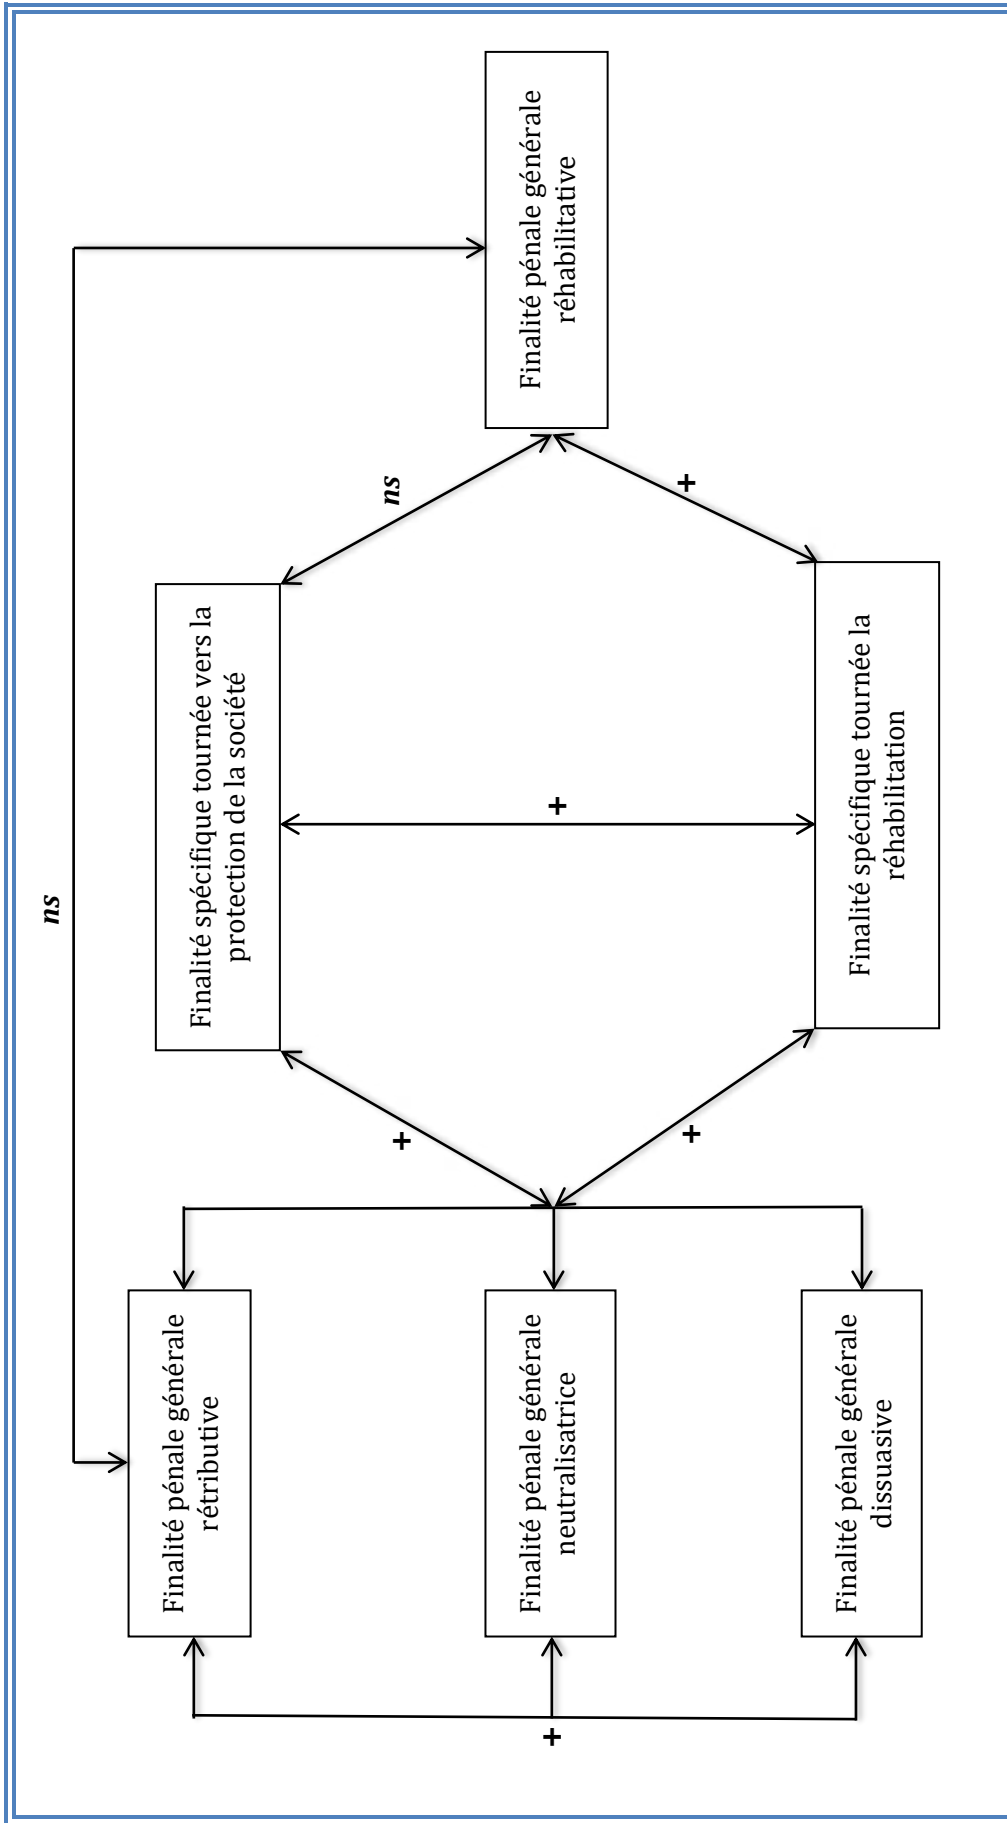 ns
Finalité pénale générale
rétributive
Finalité spécifique tournée vers la
protection de la société
ns
+
Finalité pénale générale
neutralisatrice
+
+
Finalité pénale générale
réhabilitative
+
+
Finalité pénale générale
dissuasive
Finalité spécifique tournée la
réhabilitation